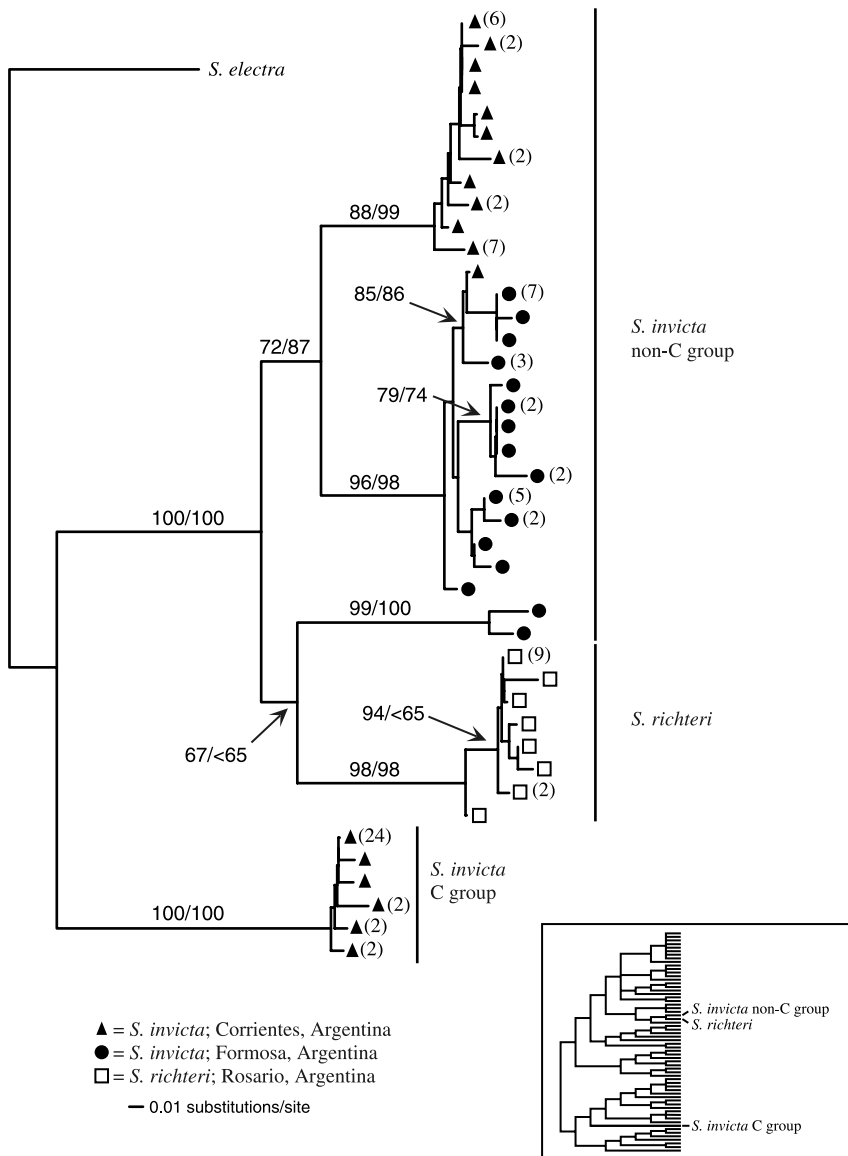 (6)
(2)
S. electra
(2)
88/99
(2)
(7)
85/86
(7)
S. invicta
non-C group
72/87
(3)
79/74
(2)
96/98
(2)
(5)
100/100
(2)
99/100
(9)
94/<65
S. richteri
67/<65
98/98
(2)
(24)
S. invicta
C group
(2)
100/100
(2)
(2)
S. invicta non-C group
S. richteri
= S. invicta; Corrientes, Argentina
= S. invicta; Formosa, Argentina
= S. richteri; Rosario, Argentina
0.01 substitutions/site
S. invicta C group